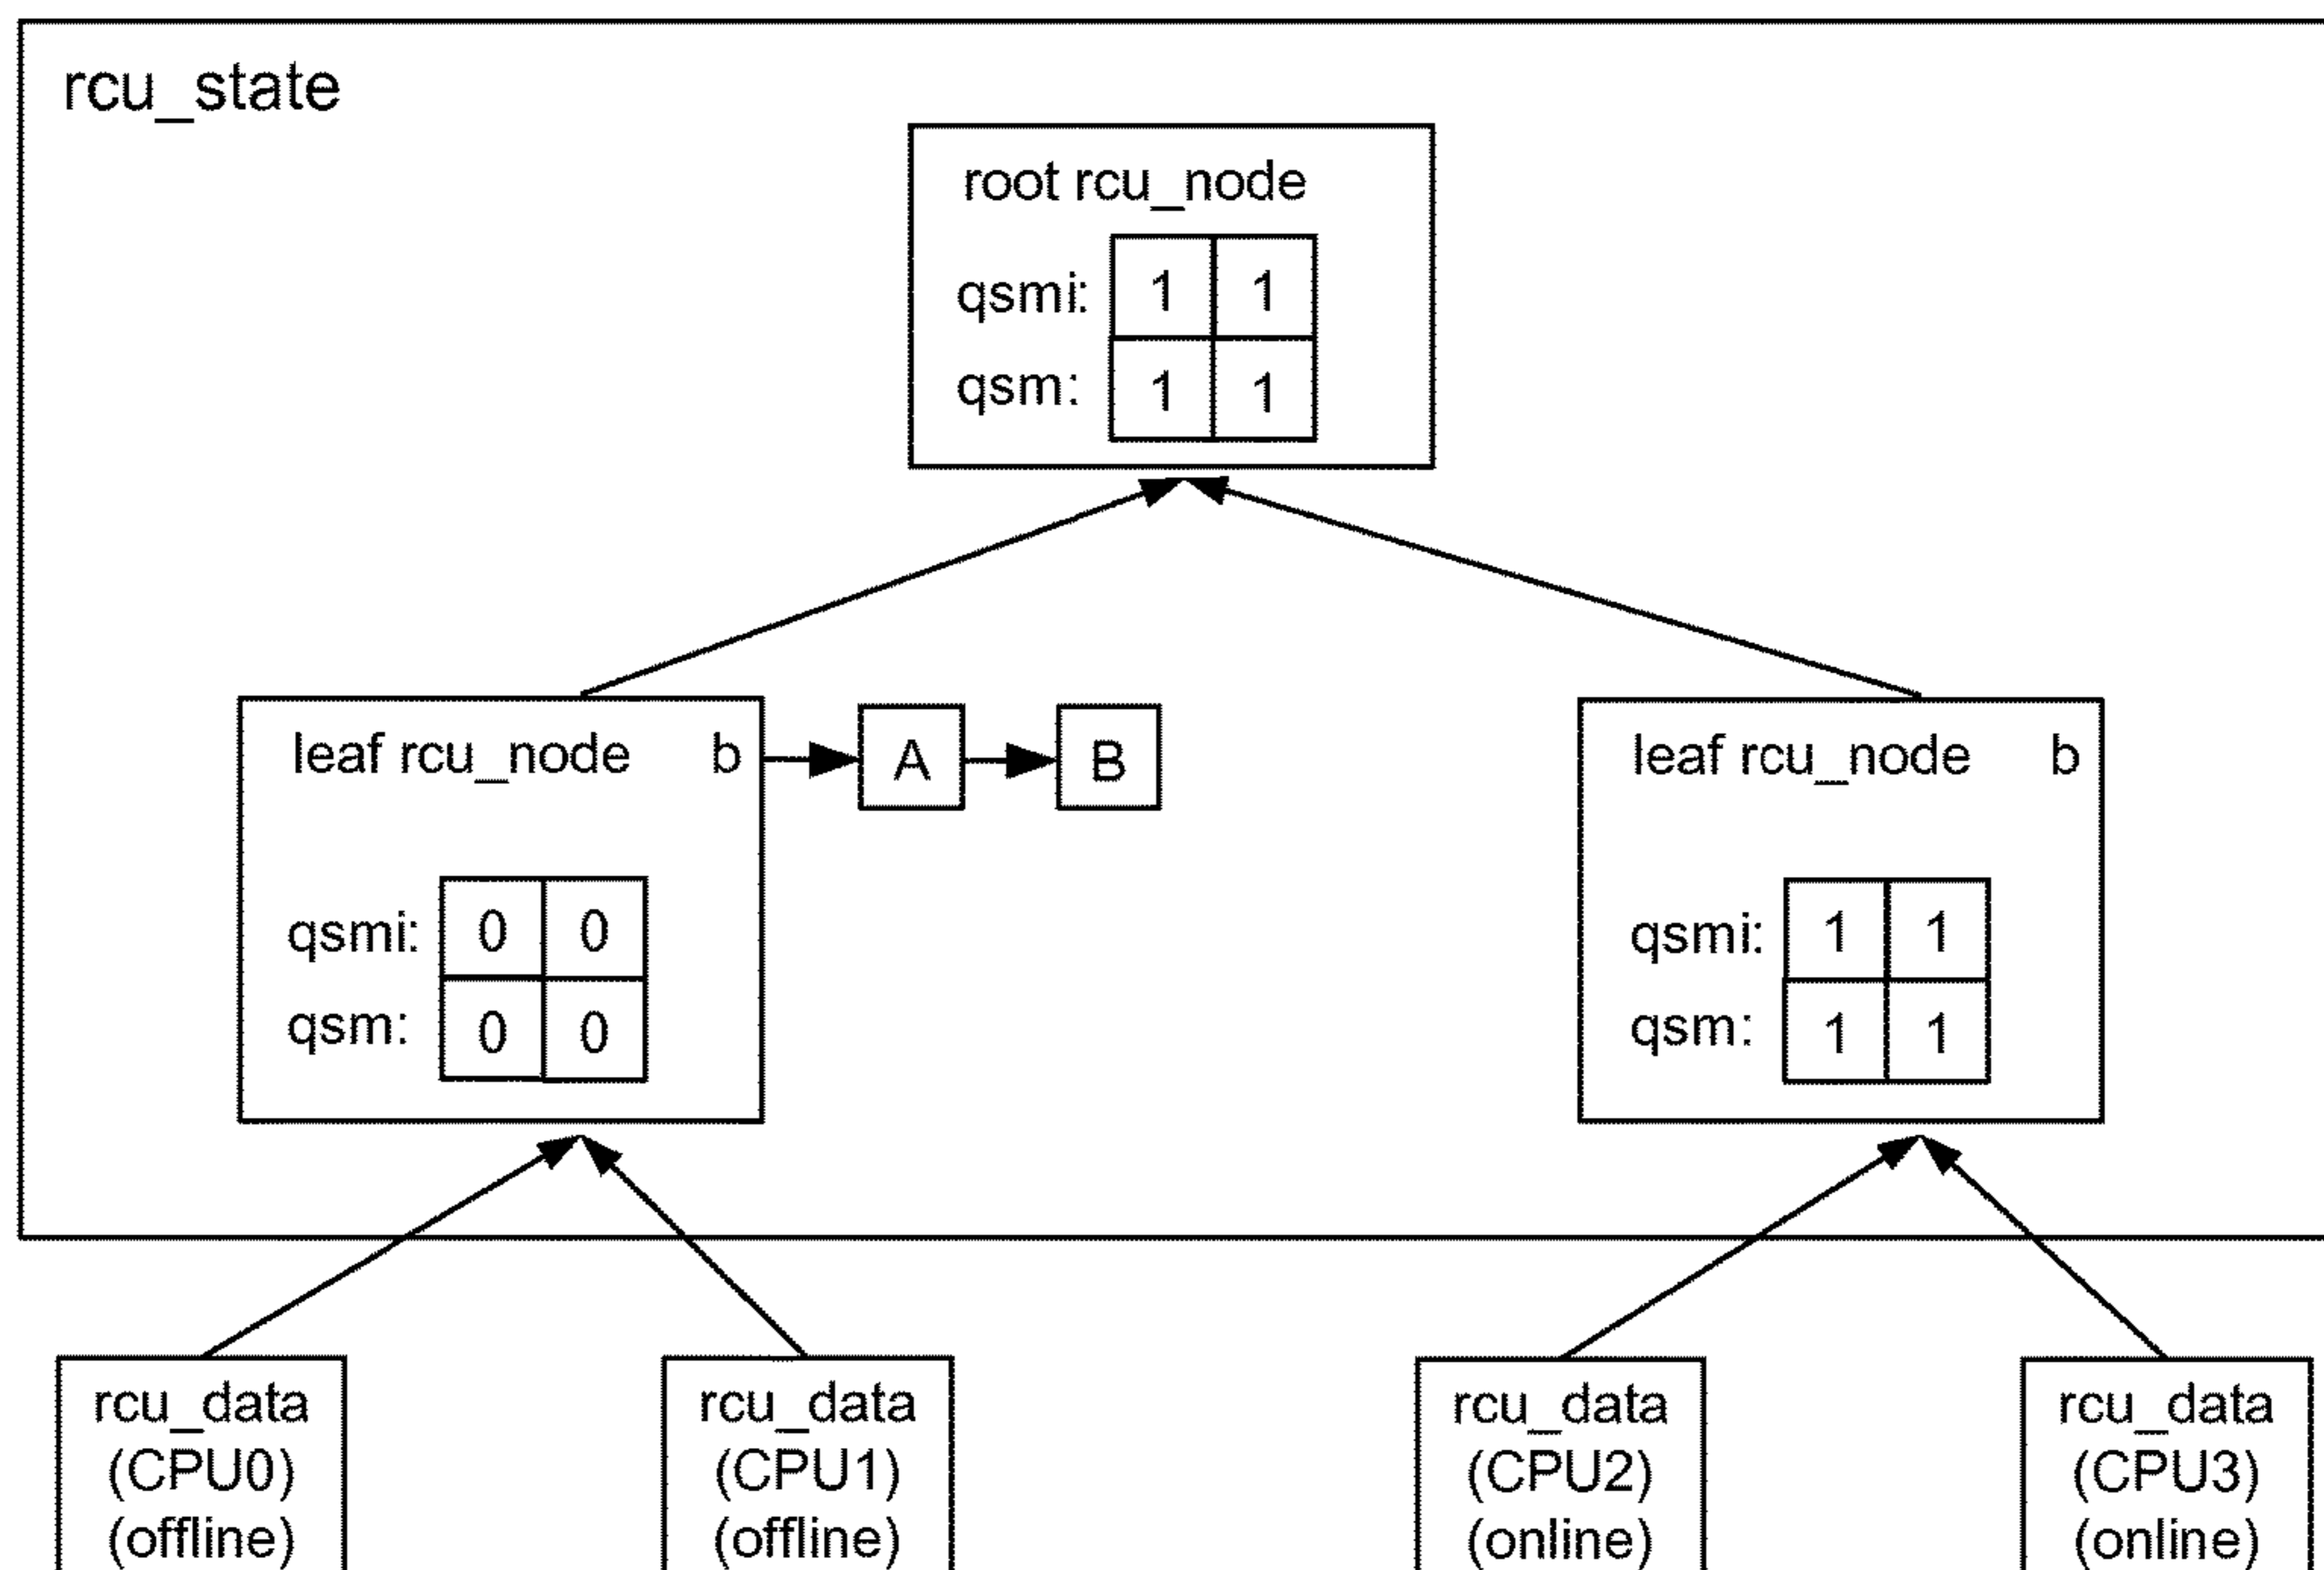 rcu_state
root rcu_node
qsmi: 1 1
qsm: 1 1
leaf rcu_node b
A B
qsmi: 0 0
qsm: 0 0
leaf rcu_node b
qsmi: 1 1
qsm: 1 1
rcu_data
(CPU0)
(offline)
rcu_data
(CPU1)
(offline)
rcu_data
(CPU2)
(online)
rcu_data
(CPU3)
(online)